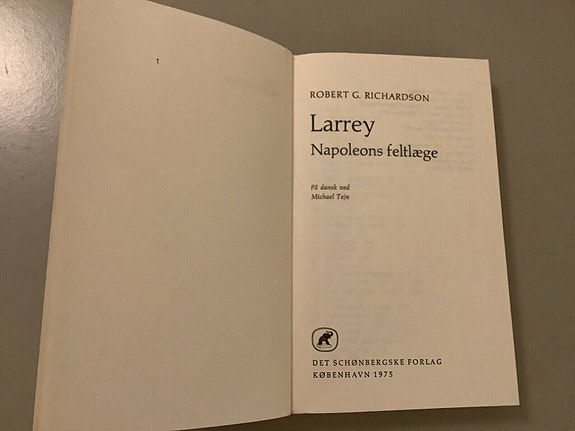 1
ROBERT G. RICHARDSON
Larrey
Napoleons feltlæge
På dansk ved
Michael Tejn
DET SCHØNBERGSKE FORLAG
KØBENHAVN 1975